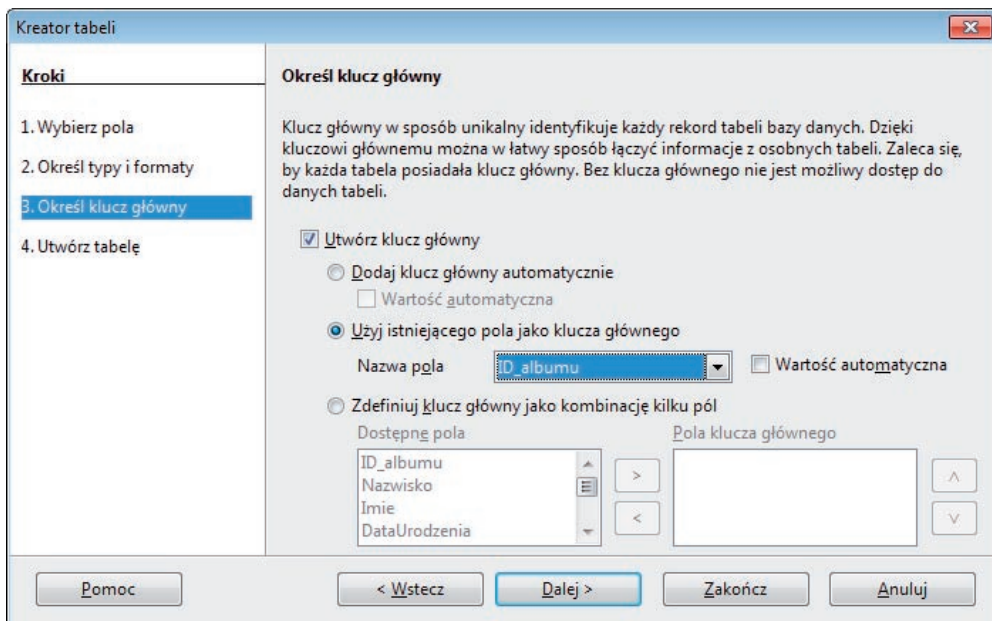 Kreator tabeli
Kroki
1. Wybierz pola
2. Określ typy i formaty
3. Określ klucz główny
4. Utwórz tabelę
Określ klucz główny
Klucz główny w sposób unikalny identyfikuje każdy rekord tabeli bazy danych. Dzięki
kluczowi głównemu można w łatwy sposób łączyć informacje z osobnych tabeli. Zaleca się,
by każda tabela posiadała klucz główny. Bez klucza głównego nie jest możliwy dostęp do
danych tabeli.
Utwórz klucz główny
Dodaj klucz główny automatycznie
Wartość automatyczna
Użyj istniejącego pola jako klucza głównego
Nazwa pola ID_albumu Wartość automatyczna
Zdefiniuj klucz główny jako kombinację kilku pól
Dostępne pola Pola klucza głównego
ID_albumu
Nazwisko
Imie
DataUrodzenia
>
<
Pomoc < Wstecz Dalej > Zakończ Anuluj